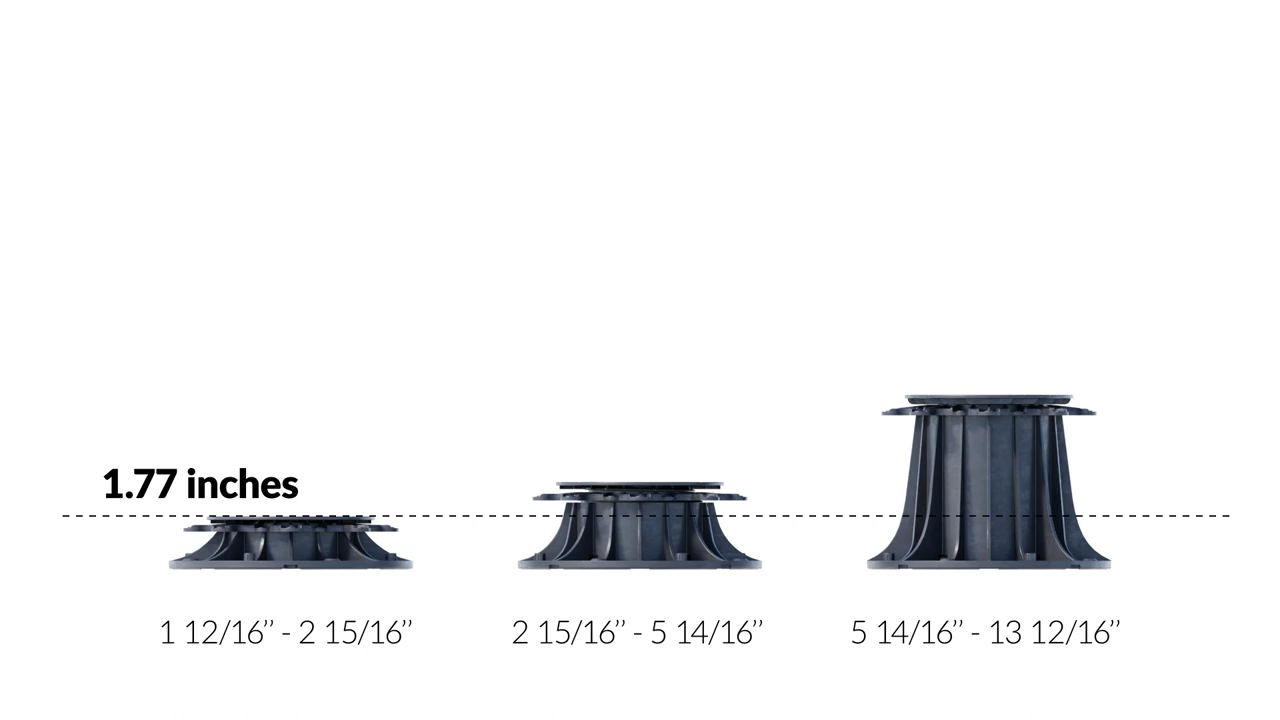 1.77 inches
1 12/16’’ - 2 15/16’’
2 15/16’’ - 5 14/16’’
5 14/16’’ - 13 12/16’’